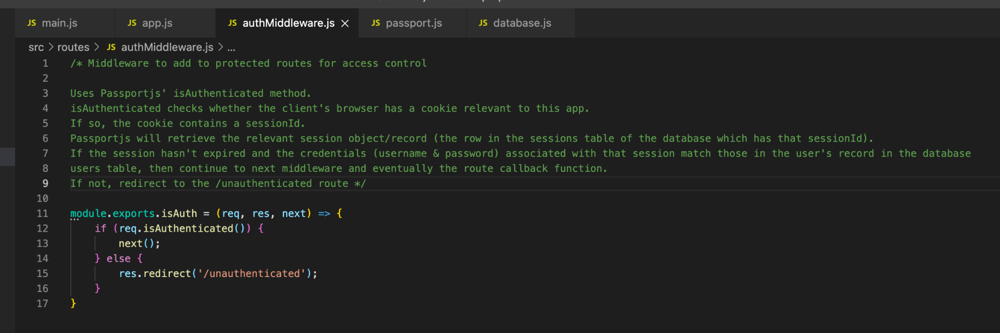 JS main.js JS app.js JS authMiddleware.js × JS passport.js JS database.js
src > routes > JS authMiddleware.js > ...
1 /* Middleware to add to protected routes for access control
2
3 Uses Passportjs' isAuthenticated method.
4 isAuthenticated checks whether the client's browser has a cookie relevant to this app.
5 If so, the cookie contains a sessionId.
6 Passportjs will retrieve the relevant session object/record (the row in the sessions table of the database which has that sessionId).
7 If the session hasn't expired and the credentials (username & password) associated with that session match those in the user's record in the database
8 users table, then continue to next middleware and eventually the route callback function.
9 If not, redirect to the /unauthenticated route */
10
11 module.exports.isAuth = (req, res, next) => {
12     if (req.isAuthenticated()) {
13         next();
14     } else {
15         res.redirect('/unauthenticated');
16     }
17 }